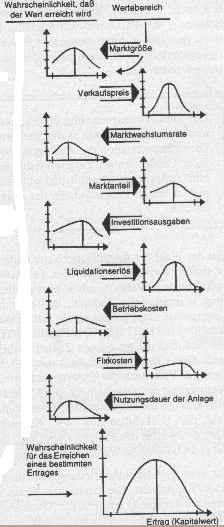 Wahrscheinlichkeit, daß
der Wert erreicht wird
Wertebereich
Marktgröße
Verkaufspreis
Marktwachstumsrate
Marktanteil
Investitionsausgaben
Liquidationserlös
Betriebskosten
Fixkosten
Nutzungsdauer der Anlage
Wahrscheinlichkeit
für das Erreichen
eines bestimmten
Ertrages
Ertrag (Kapitalwert)